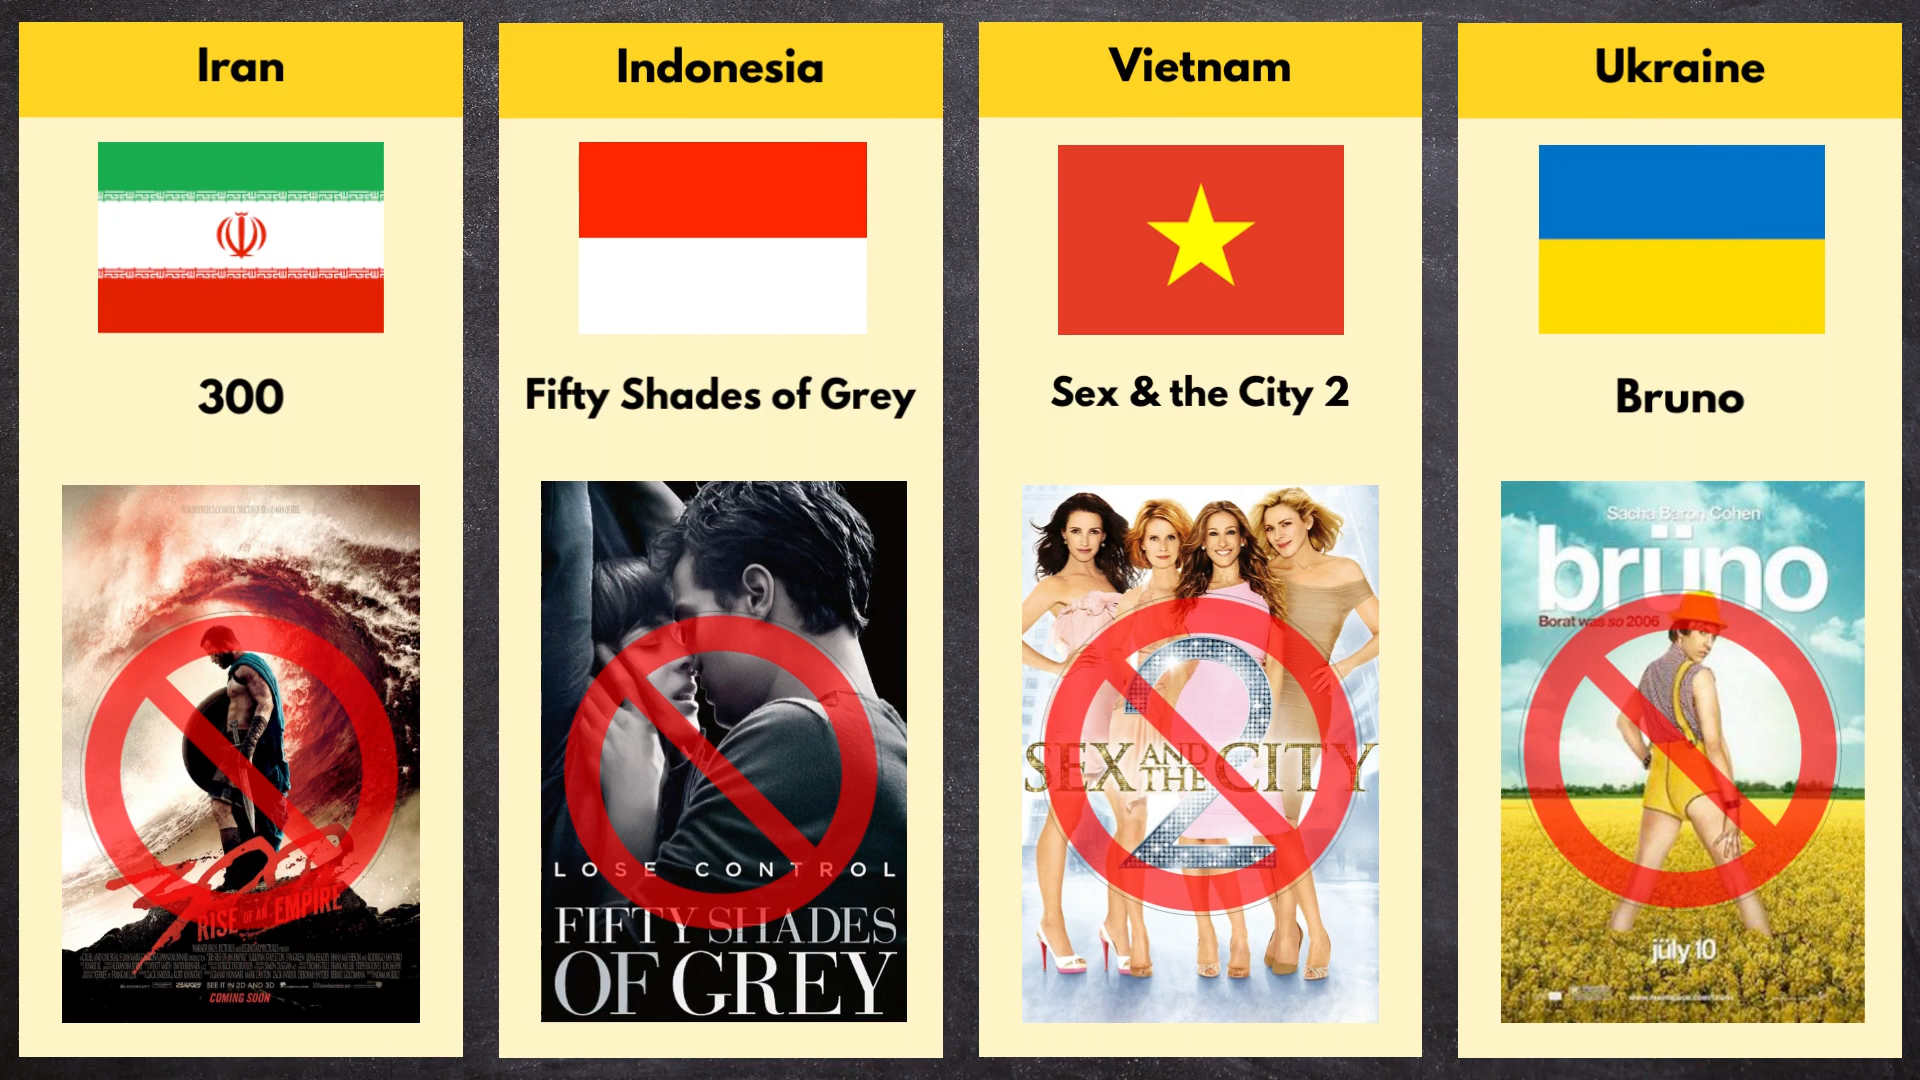 Iran
300
RISE OF AN EMPIRE
SEE IT IN 2D AND 3D
COMING SOON
Indonesia
Fifty Shades of Grey
LOSE CONTROL
FIFTY SHADES
OF GREY
Vietnam
Sex & the City 2
2
SEX AND THE CITY
Ukraine
Bruno
Sacha Baron Cohen
brüno
Borat was so 2006
jüly 10